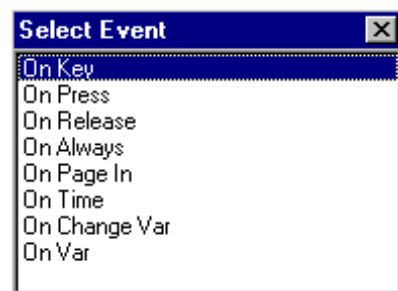 Select Event
On Key
On Press
On Release
On Always
On Page In
On Time
On Change Var
On Var